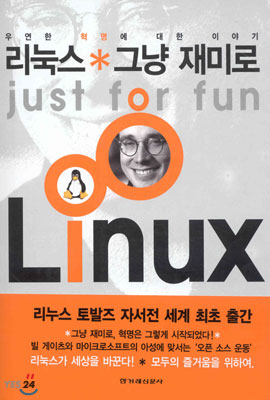 우연한 혁명에 대한 이야기
리눅스*그냥 재미로
just for fun
Linux
리누스 토발즈 자서전 세계 최초 출간
*그냥 재미로, 혁명은 그렇게 시작되었다!*
빌 게이츠와 마이크로소프트의 아성에 맞서는 '오픈 소스 운동'
리눅스가 세상을 바꾼다! * 모두의 즐거움을 위하여.
한겨레신문사
YES24